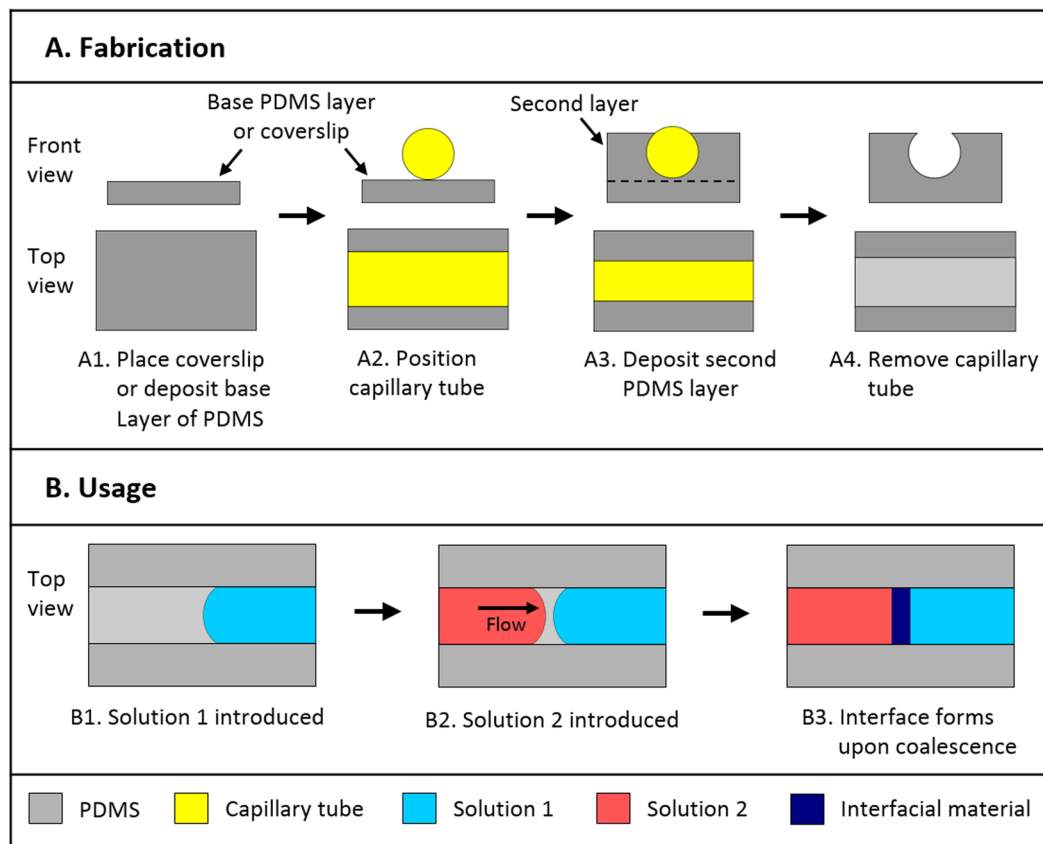 A. Fabrication
Base PDMS layer
or coverslip
Second layer
Front
view
Top
view
A1. Place coverslip
or deposit base
Layer of PDMS
A2. Position
capillary tube
A3. Deposit second
PDMS layer
A4. Remove capillary
tube
B. Usage
Top
view
Flow
B1. Solution 1 introduced
B2. Solution 2 introduced
B3. Interface forms
upon coalescence
PDMS
Capillary tube
Solution 1
Solution 2
Interfacial material